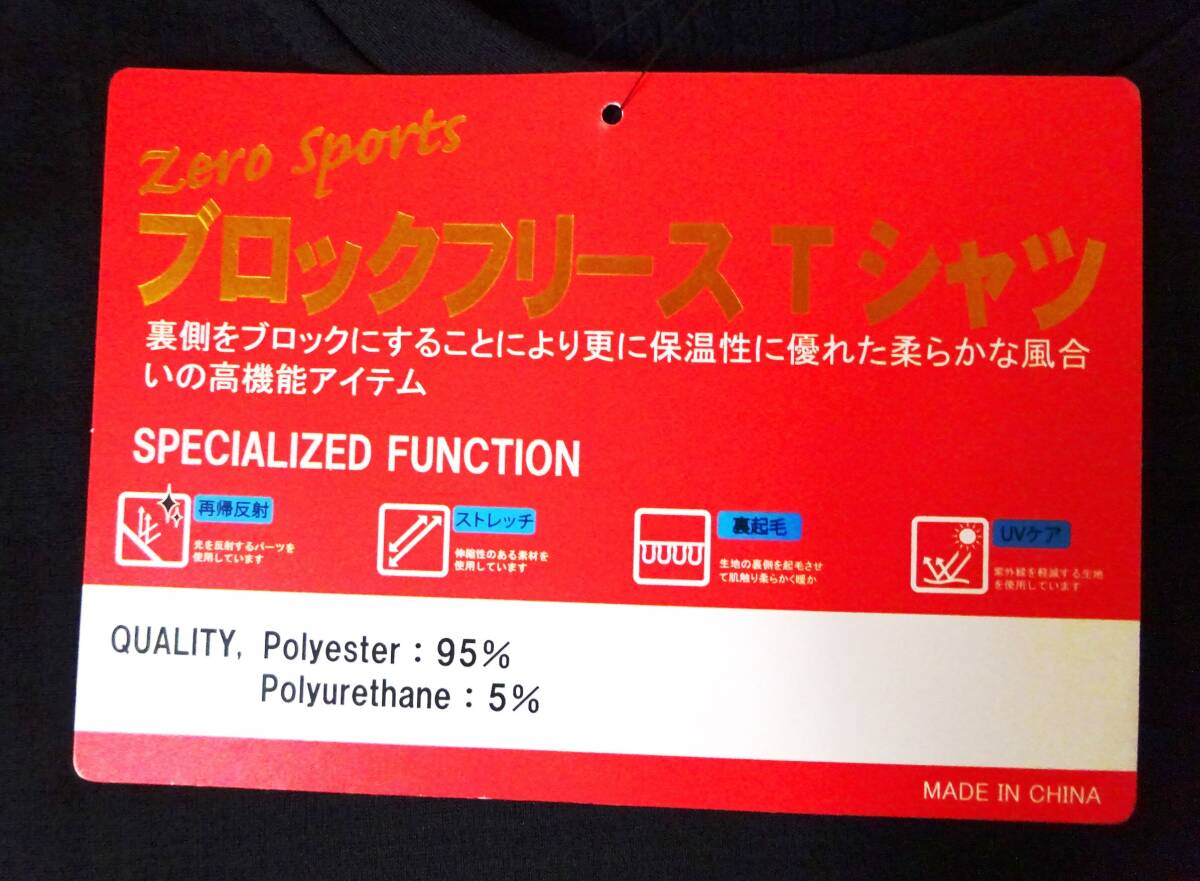 Zero Sports
ブロックフリース T シャツ
裏側をブロックにすることにより更に保温性に優れた柔らかな風合
いの高機能アイテム
SPECIALIZED FUNCTION
再帰反射
光を反射するパーツを
使用しています
ストレッチ
伸縮性のある素材を
使用しています
裏起毛
生地の裏側を起毛させ
て肌触り柔らかく暖か
UVケア
紫外線を軽減する生地
を使用しています
QUALITY, Polyester : 95%
Polyurethane : 5%
MADE IN CHINA